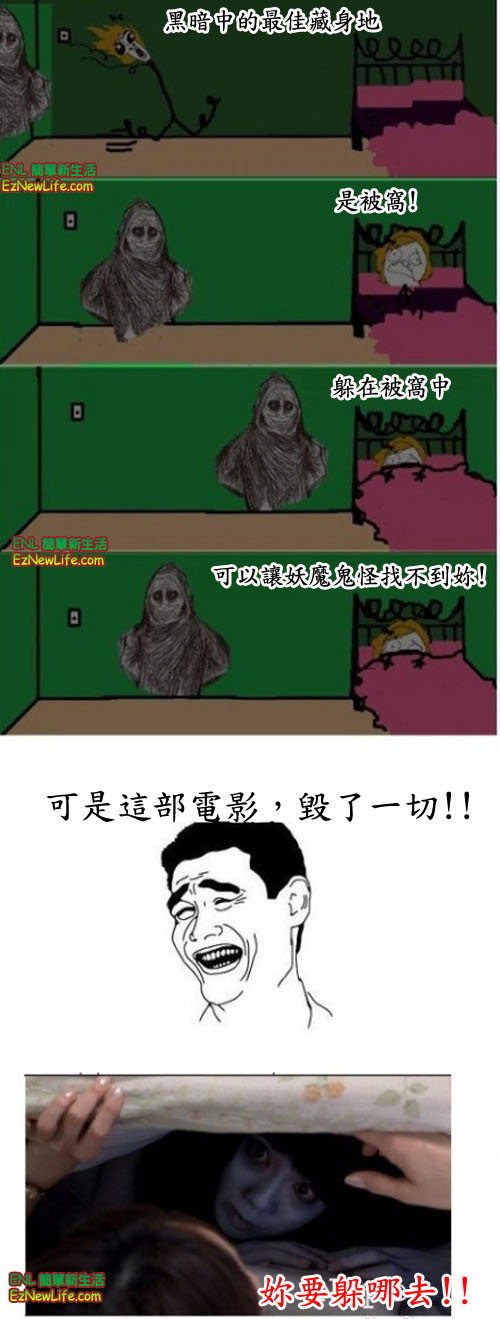 黑暗中的最佳藏身地
ENL 簡單新生活
EzNewLife.com
是被窩!
躲在被窩中
ENL 簡單新生活
EzNewLife.com
可以讓妖魔鬼怪找不到妳!
可是這部電影，毀了一切!!
ENL 簡單新生活
EzNewLife.com
妳要躲哪去!!